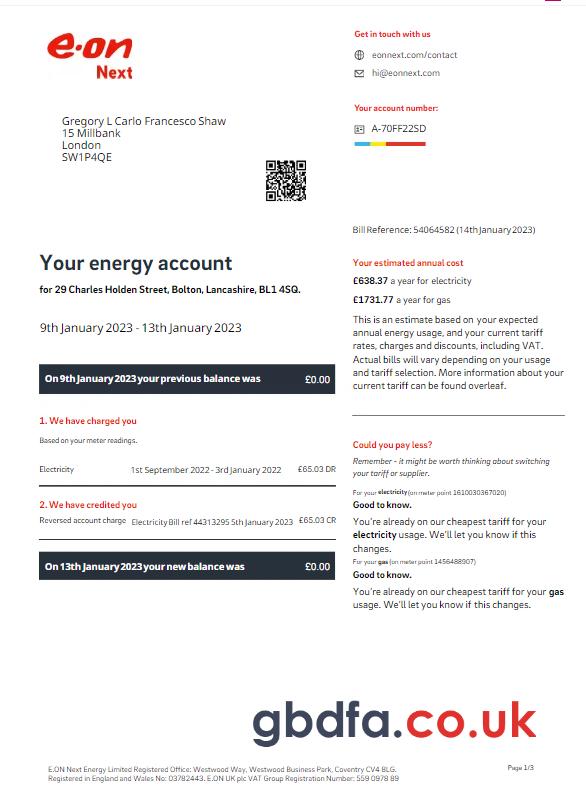 e·on
Next
Get in touch with us
eonnext.com/contact
hi@eonnext.com
Your account number:
A-70FF22SD
Gregory L Carlo Francesco Shaw
15 Millbank
London
SW1P4QE
Bill Reference: 54064582 (14th January 2023)
Your energy account
for 29 Charles Holden Street, Bolton, Lancashire, BL1 4SQ.
9th January 2023 - 13th January 2023
On 9th January 2023 your previous balance was £0.00
1. We have charged you
Based on your meter readings.
Electricity 1st September 2022 - 3rd January 2022 £65.03 DR
2. We have credited you
Reversed account charge Electricity Bill ref 44313295 5th January 2023 £65.03 CR
On 13th January 2023 your new balance was £0.00
Your estimated annual cost
£638.37 a year for electricity
£1731.77 a year for gas
This is an estimate based on your expected
annual energy usage, and your current tariff
rates, charges and discounts, including VAT.
Actual bills will vary depending on your usage
and tariff selection. More information about your
current tariff can be found overleaf.
Could you pay less?
Remember - it might be worth thinking about switching
your tariff or supplier.
For your electricity (on meter point 1610030367020)
Good to know.
You're already on our cheapest tariff for your
electricity usage. We'll let you know if this
changes.
For your gas (on meter point 1456488907)
Good to know.
You're already on our cheapest tariff for your gas
usage. We'll let you know if this changes.
gbdfa.co.uk
E.ON Next Energy Limited Registered Office: Westwood Way, Westwood Business Park, Coventry CV4 8LG.
Registered in England and Wales No: 03782443. E.ON UK plc VAT Group Registration Number: 559 0978 89
Page 1/3